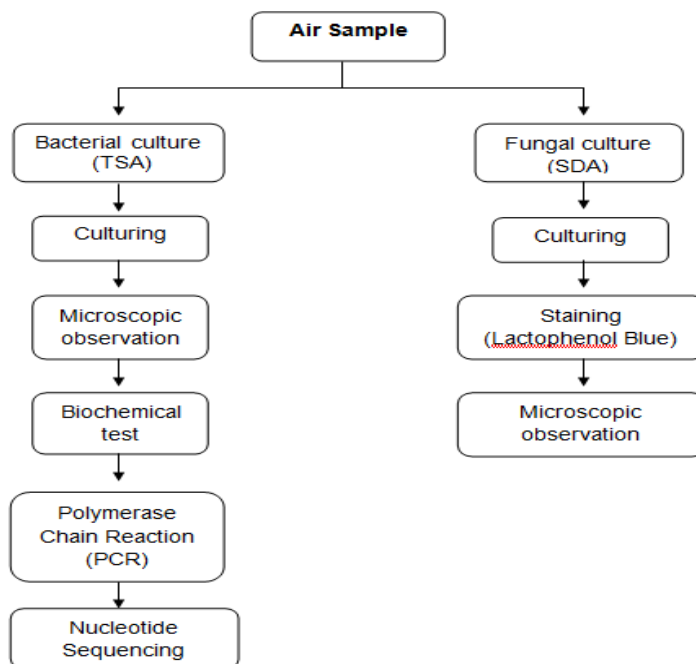 Air Sample
Bacterial culture
(TSA)
Culturing
Microscopic
observation
Biochemical
test
Polymerase
Chain Reaction
(PCR)
Nucleotide
Sequencing
Fungal culture
(SDA)
Culturing
Staining
(Lactophenol Blue)
Microscopic
observation